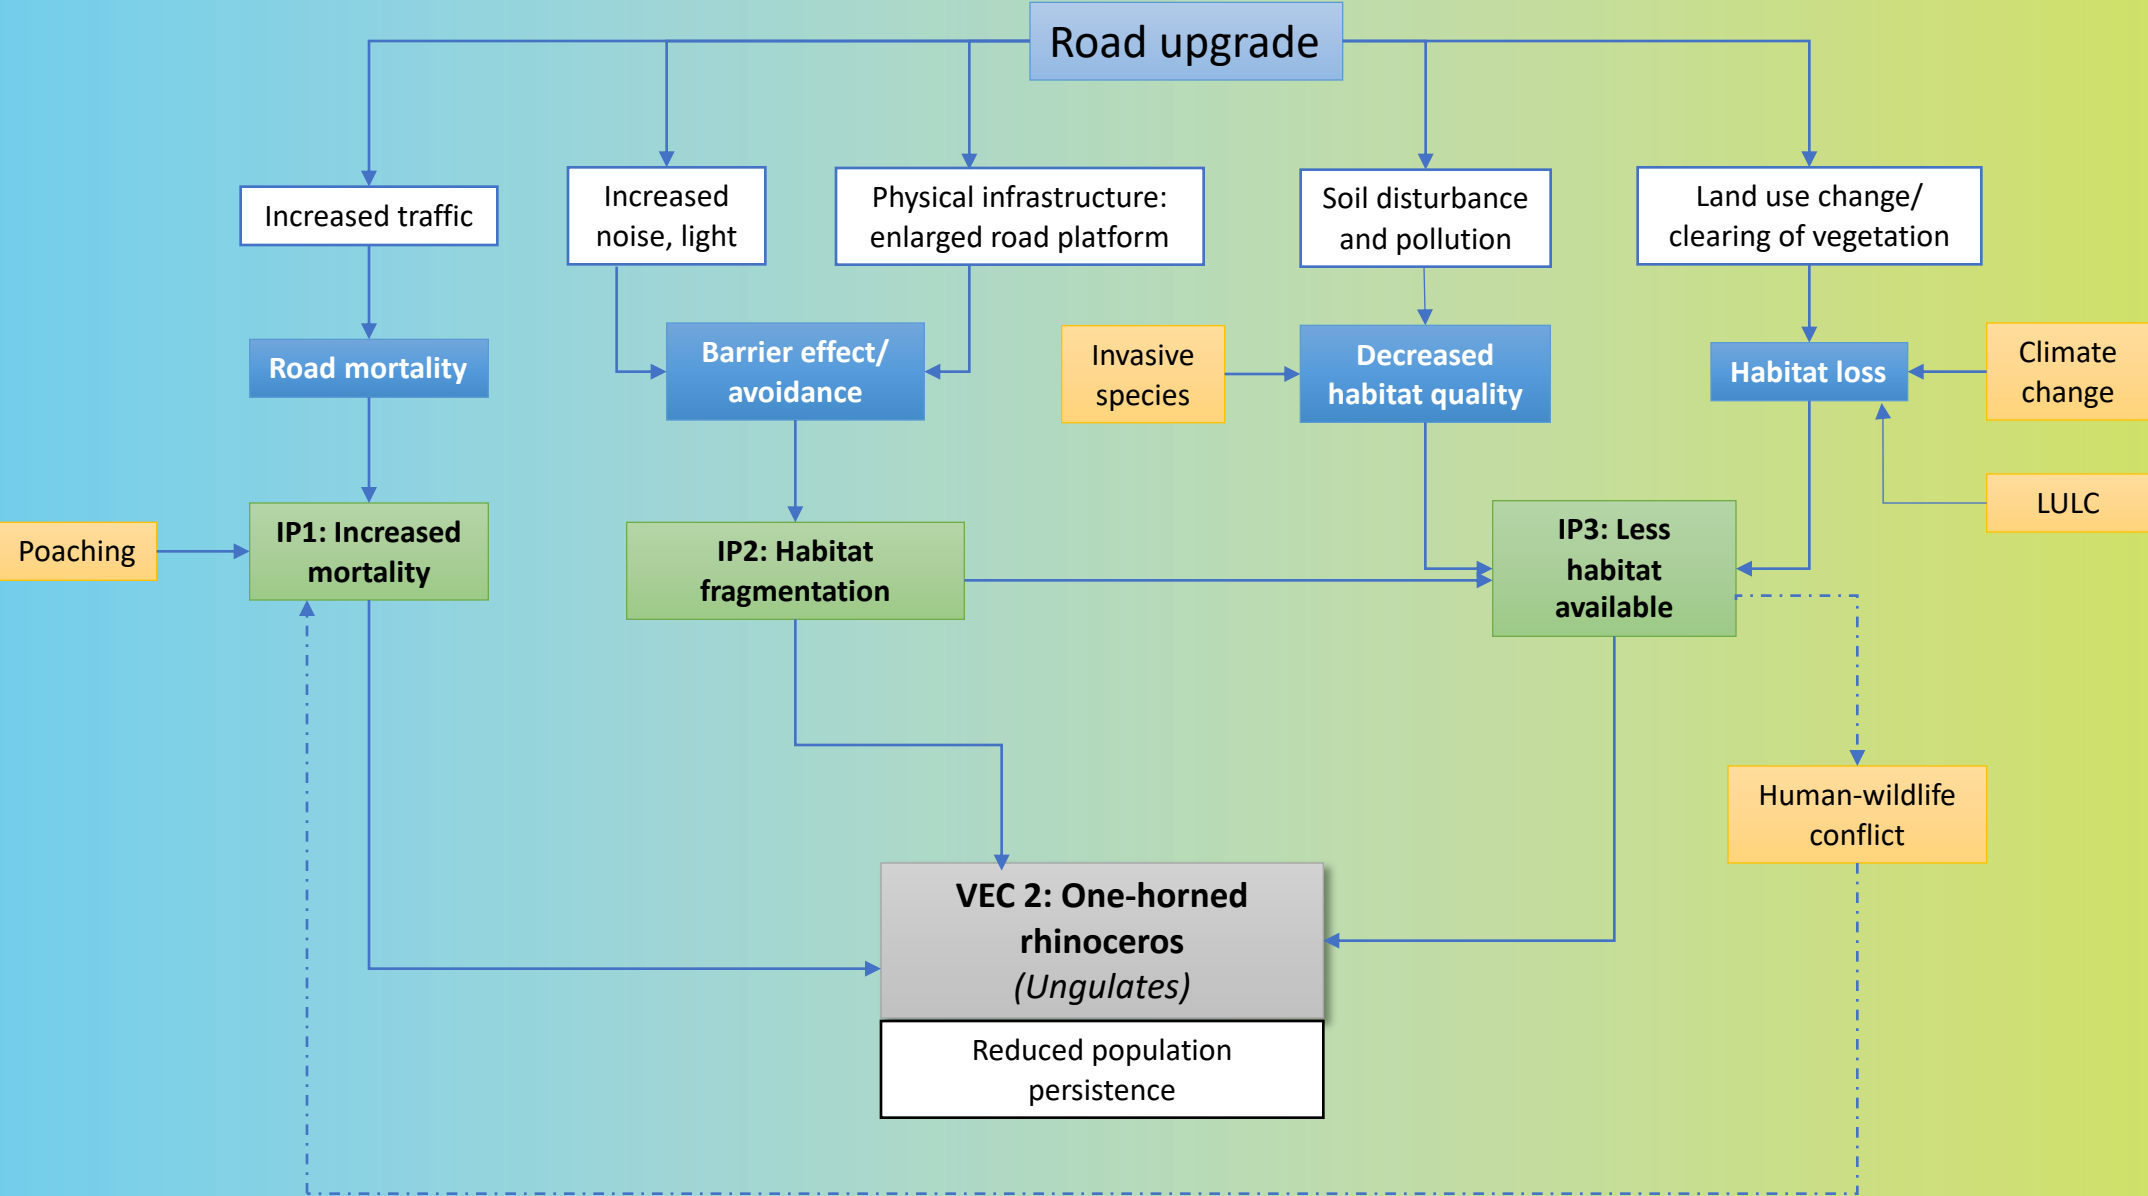 Road upgrade
Increased traffic
Increased
noise, light
Physical infrastructure:
enlarged road platform
Soil disturbance
and pollution
Land use change/
clearing of vegetation
Road mortality
Barrier effect/
avoidance
Invasive
species
Decreased
habitat quality
Habitat loss
Climate
change
LULC
Poaching
IP1: Increased
mortality
IP2: Habitat
fragmentation
IP3: Less
habitat
available
Human-wildlife
conflict
VEC 2: One-horned
rhinoceros
(Ungulates)
Reduced population
persistence